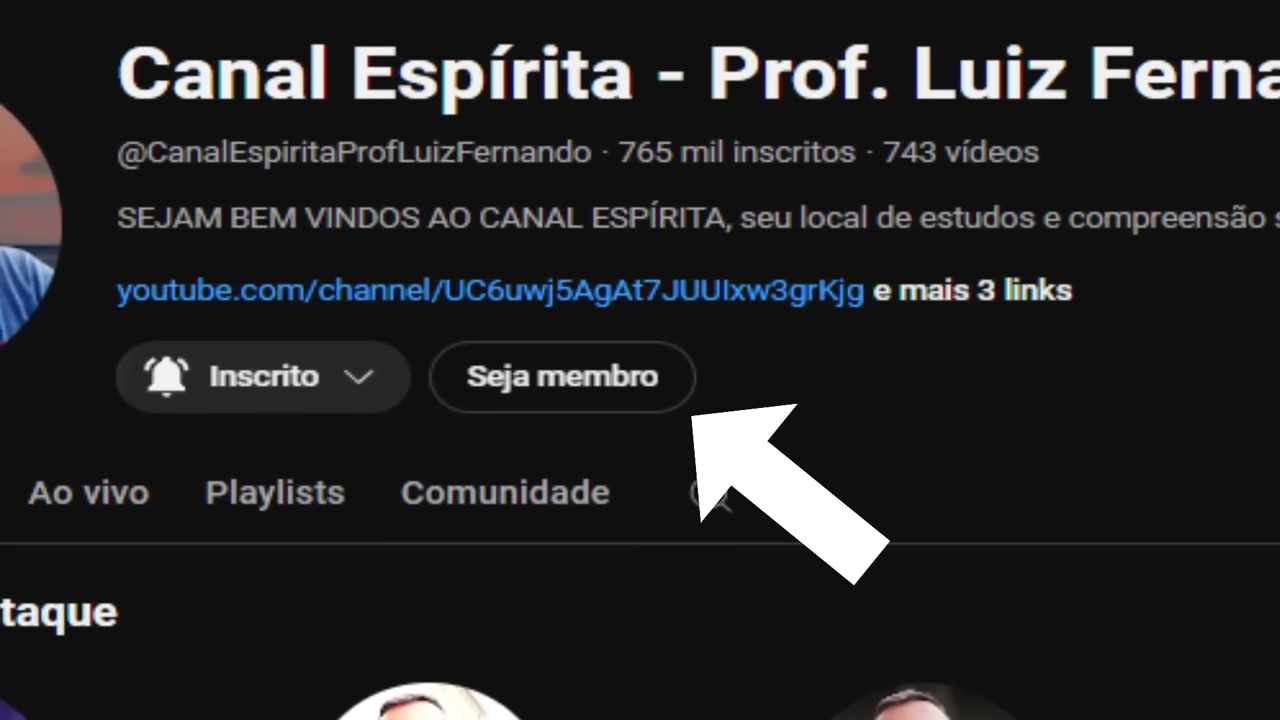 Canal Espírita - Prof. Luiz Ferna
@CanalEspiritaProfLuizFernando · 765 mil inscritos · 743 vídeos
SEJAM BEM VINDOS AO CANAL ESPÍRITA, seu local de estudos e compreensão s
youtube.com/channel/UC6uwj5AgAt7JUUIxw3grKjg e mais 3 links
Inscrito Seja membro
Ao vivo Playlists Comunidade
taque